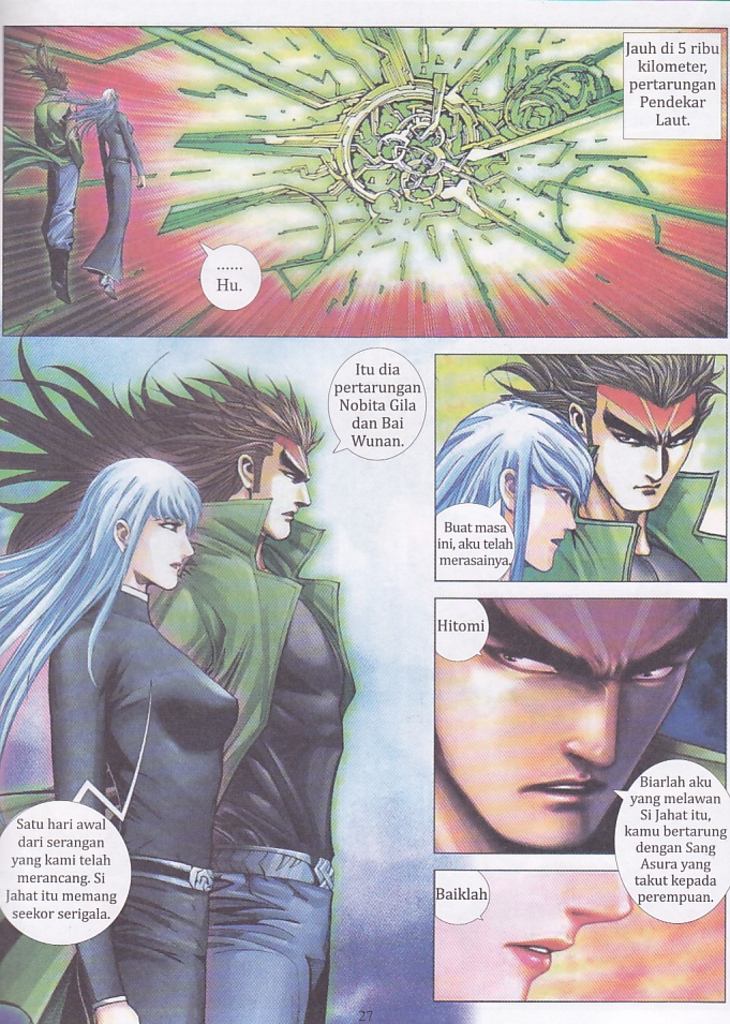 Jauh di 5 ribu
kilometer,
pertarungan
Pendekar
Laut.
......
Hu.
Itu dia
pertarungan
Nobita Gila
dan Bai
Wunan.
Buat masa
ini, aku telah
merasainya.
Hitomi
Biarlah aku
yang melawan
Si Jahat itu,
kamu bertarung
dengan Sang
Asura yang
takut kepada
perempuan.
Satu hari awal
dari serangan
yang kami telah
merancang. Si
Jahat itu memang
seekor serigala.
Baiklah
27